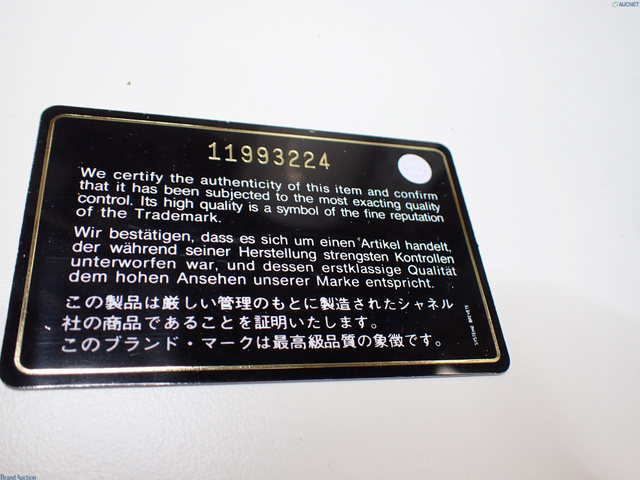 AUCNET
11993224
We certify the authenticity of this item and confirm
that it has been subjected to the most exacting quality
control. Its high quality is a symbol of the fine reputation
of the Trademark.
Wir bestätigen, dass es sich um einen Artikel handelt,
der während seiner Herstellung strengsten Kontrollen
unterworfen war, und dessen erstklassige Qualität
dem hohen Ansehen unserer Marke entspricht.
この製品は厳しい管理のもとに製造されたシャネル
社の商品であることを証明いたします。
このブランド・マークは最高級品質の象徴です。
SYSTEME BREVETE
BrandAuction